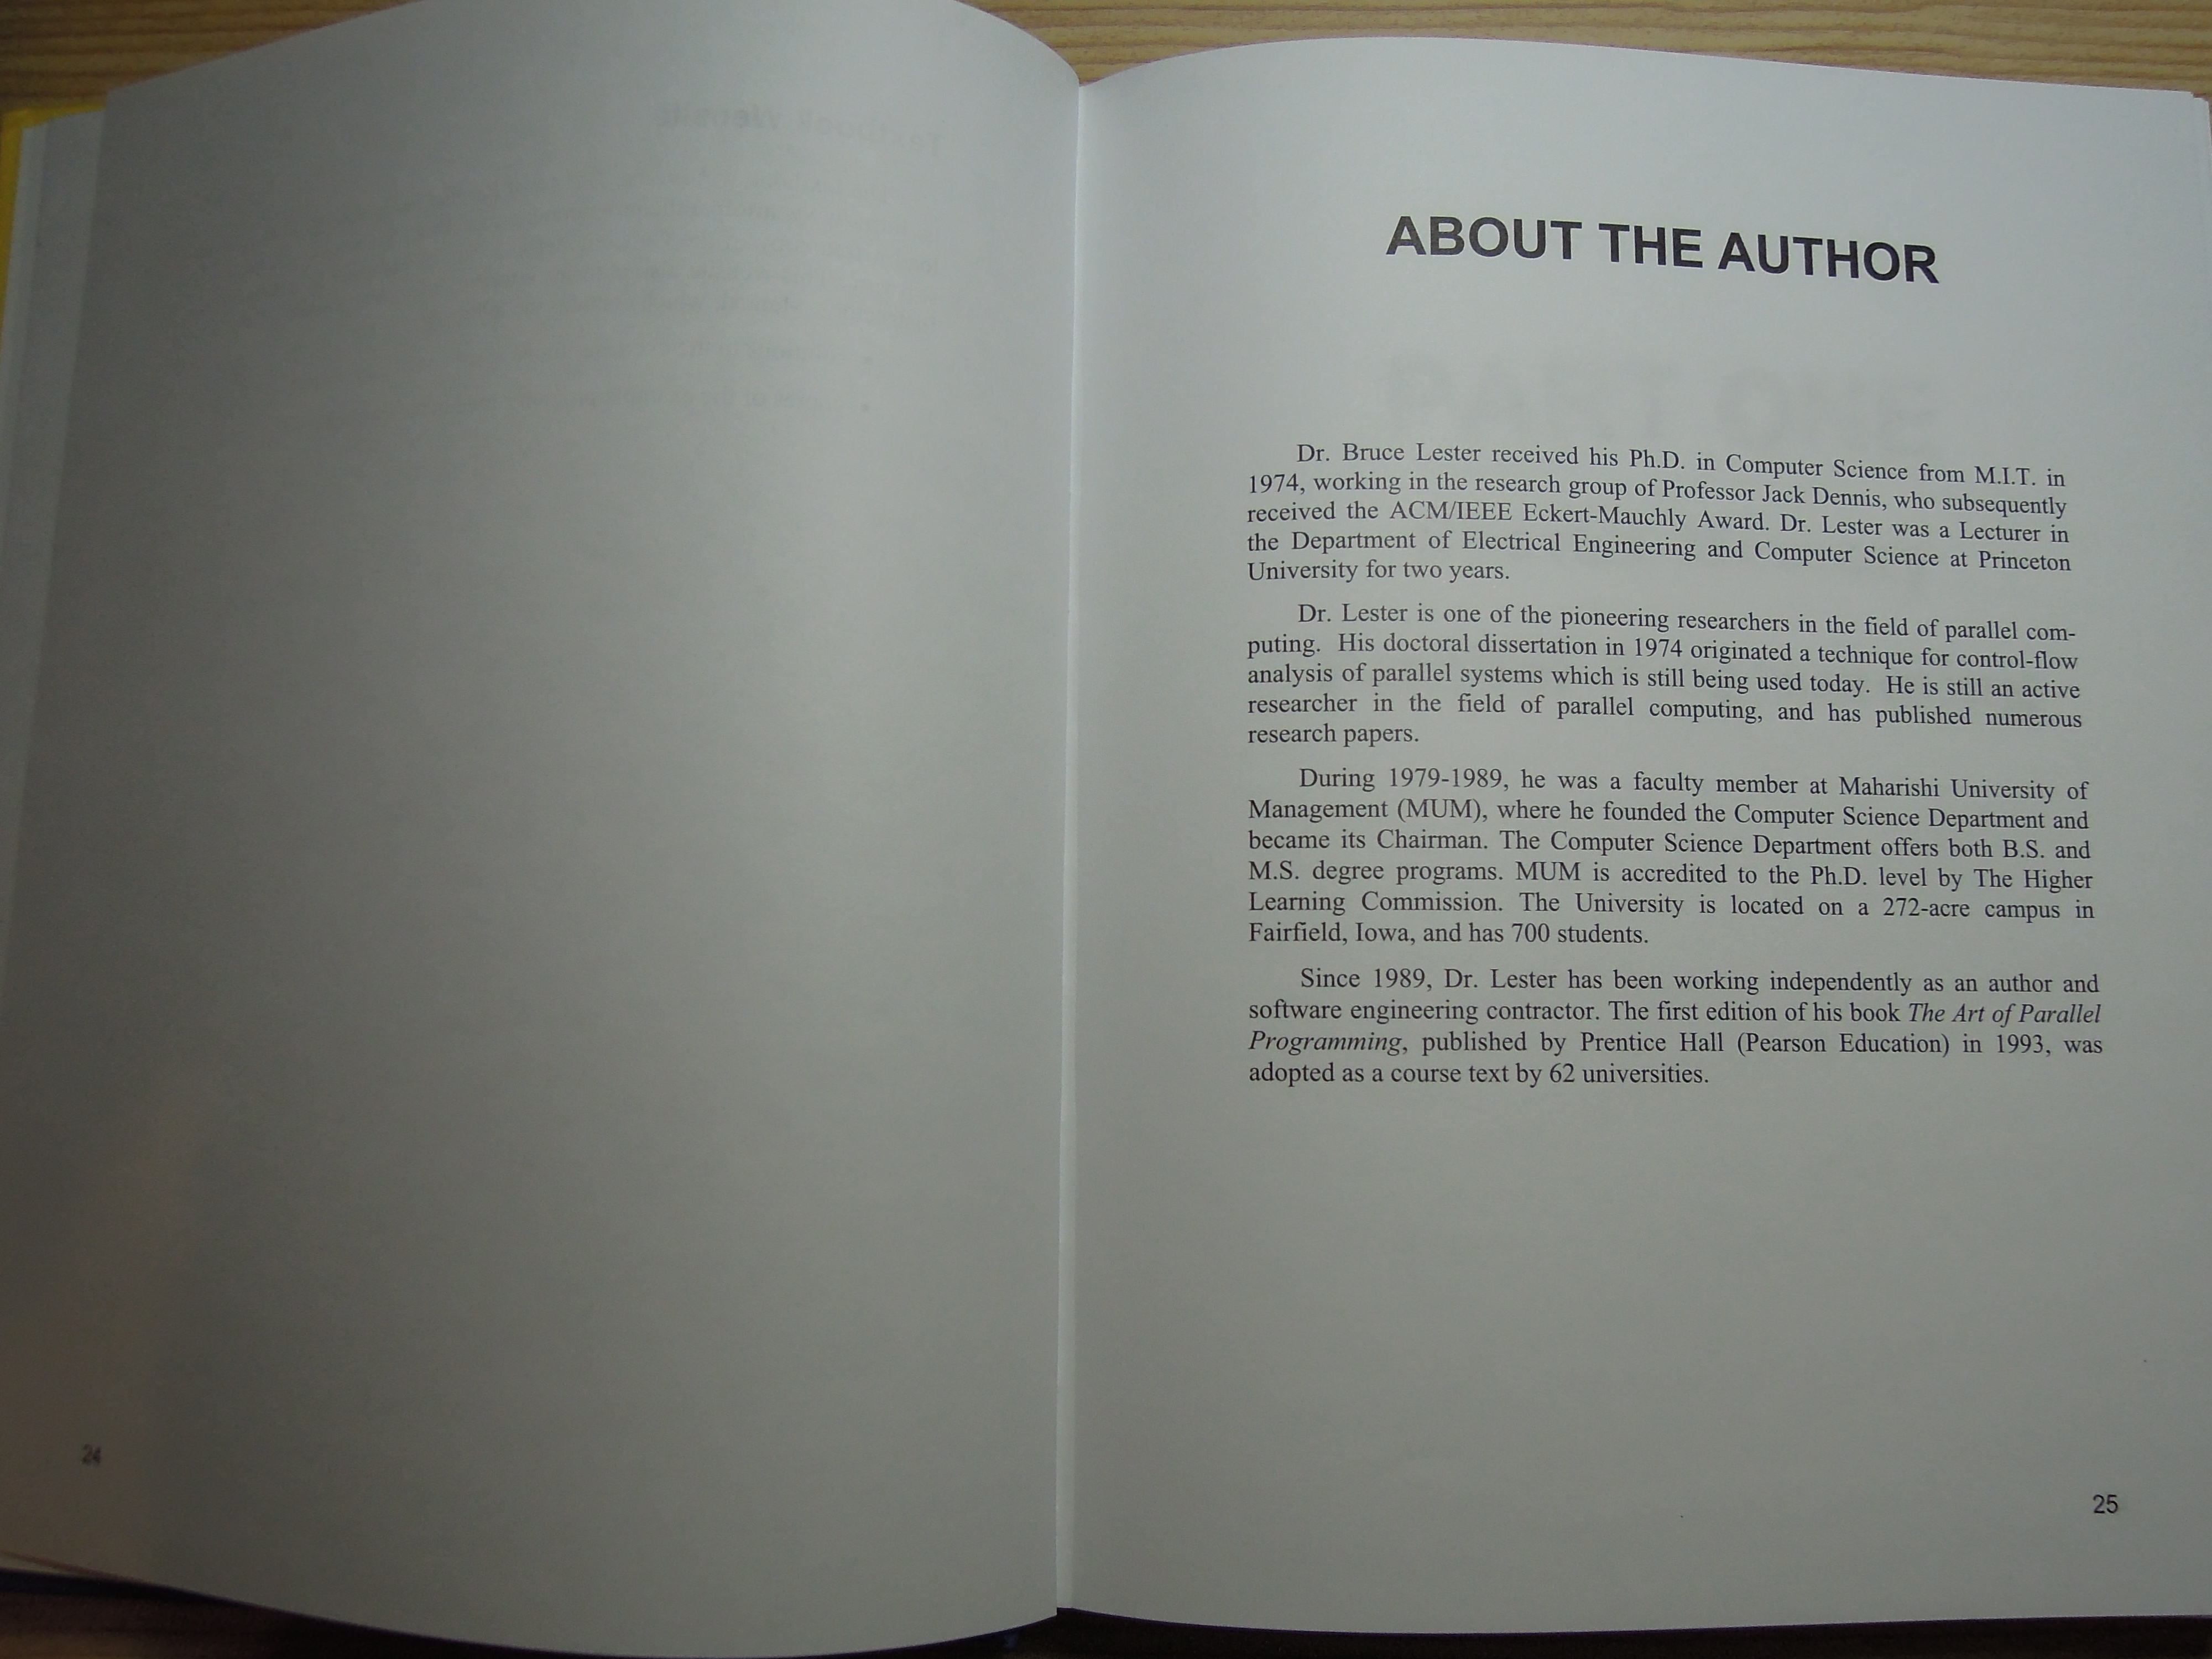 24
ABOUT THE AUTHOR
Dr. Bruce Lester received his Ph.D. in Computer Science from M.I.T. in
1974, working in the research group of Professor Jack Dennis, who subsequently
received the ACM/IEEE Eckert-Mauchly Award. Dr. Lester was a Lecturer in
the Department of Electrical Engineering and Computer Science at Princeton
University for two years.
Dr. Lester is one of the pioneering researchers in the field of parallel com-
puting. His doctoral dissertation in 1974 originated a technique for control-flow
analysis of parallel systems which is still being used today. He is still an active
researcher in the field of parallel computing, and has published numerous
research papers.
During 1979-1989, he was a faculty member at Maharishi University of
Management (MUM), where he founded the Computer Science Department and
became its Chairman. The Computer Science Department offers both B.S. and
M.S. degree programs. MUM is accredited to the Ph.D. level by The Higher
Learning Commission. The University is located on a 272-acre campus in
Fairfield, Iowa, and has 700 students.
Since 1989, Dr. Lester has been working independently as an author and
software engineering contractor. The first edition of his book The Art of Parallel
Programming, published by Prentice Hall (Pearson Education) in 1993, was
adopted as a course text by 62 universities.
25